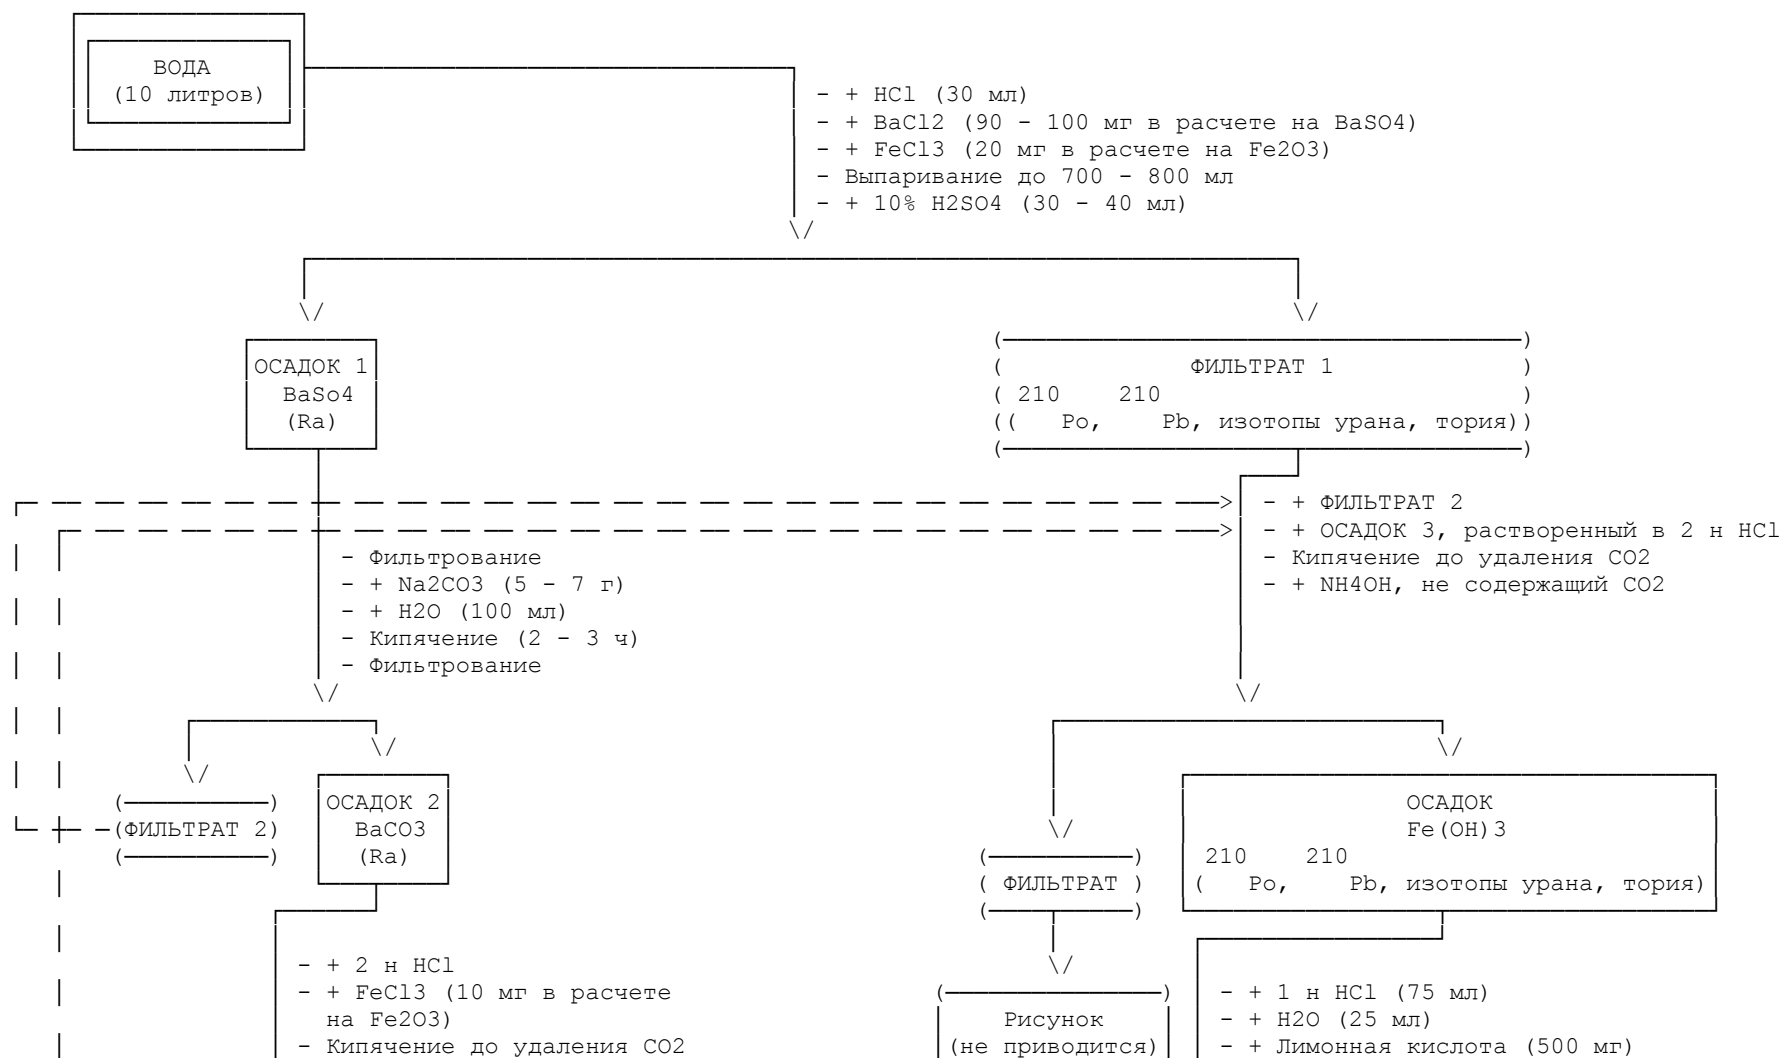 ВОДА
(10 литров)
- + HCl (30 мл)
- + BaCl2 (90 - 100 мг в расчете на BaSO4)
- + FeCl3 (20 мг в расчете на Fe2O3)
- Выпаривание до 700 - 800 мл
- + 10% H2SO4 (30 - 40 мл)
ОСАДОК 1
BaSo4
(Ra)
ФИЛЬТРАТ 1
210 210
(( Po, Pb, изотопы урана, тория))
- + ФИЛЬТРАТ 2
- + ОСАДОК 3, растворенный в 2 н HCl
- Кипячение до удаления CO2
- + NH4OH, не содержащий CO2
- Фильтрование
- + Na2CO3 (5 - 7 г)
- + H2O (100 мл)
- Кипячение (2 - 3 ч)
- Фильтрование
(ФИЛЬТРАТ 2)
ОСАДОК 2
BaCO3
(Ra)
( ФИЛЬТРАТ )
ОСАДОК
Fe(OH)3
210 210
( Po, Pb, изотопы урана, тория)
- + 2 н HCl
- + FeCl3 (10 мг в расчете
на Fe2O3)
- Кипячение до удаления CO2
Рисунок
(не приводится)
- + 1 н HCl (75 мл)
- + H2O (25 мл)
- + Лимонная кислота (500 мг)